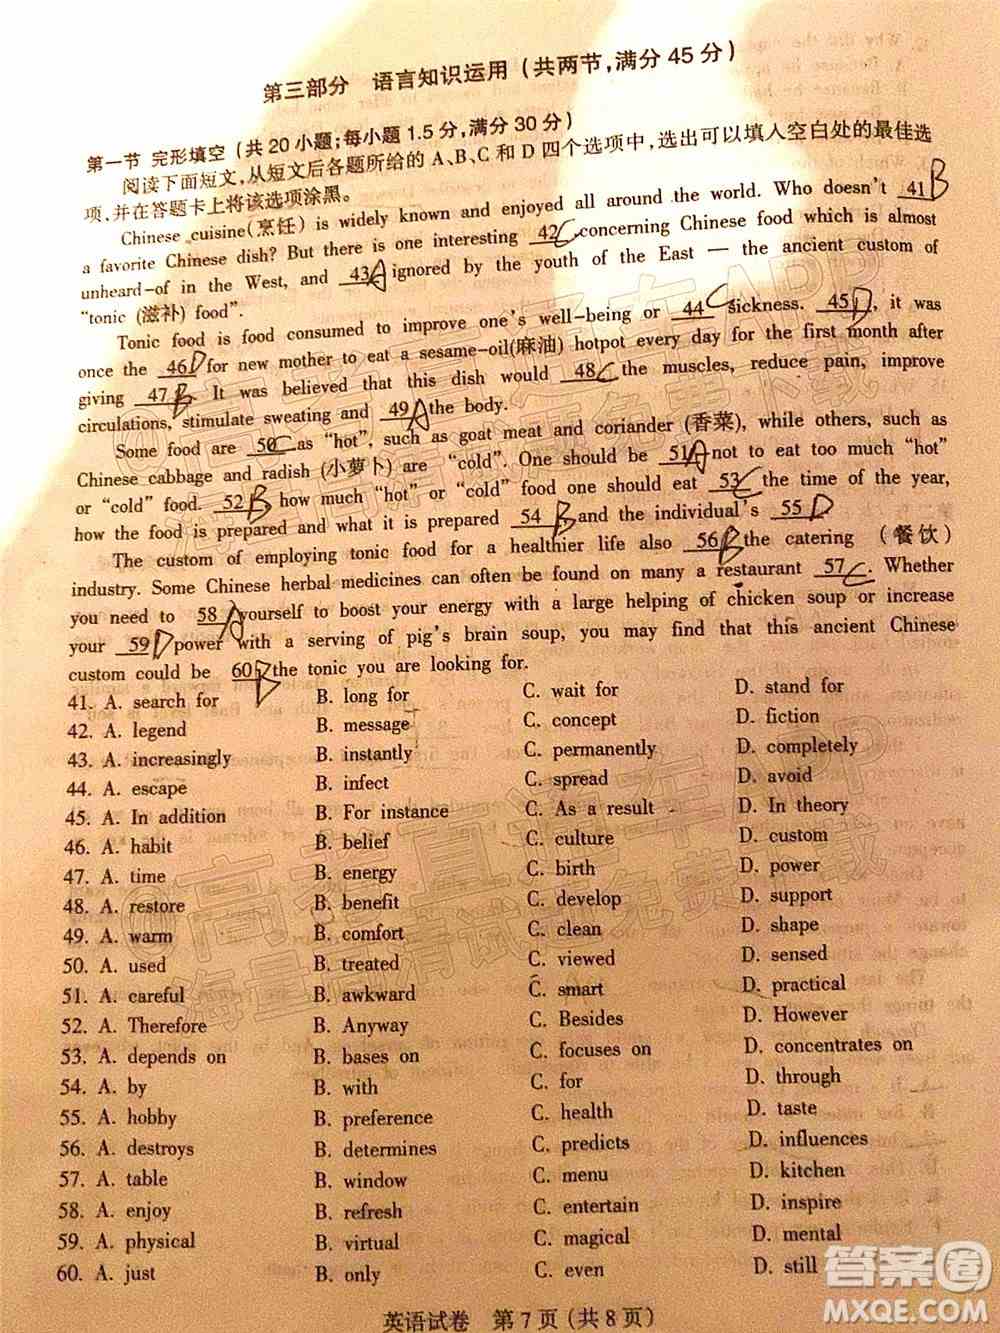 第三部分 语言知识运用（共两节,满分45分）
第一节 完形填空（共20小题;每小题1.5分,满分30分）
阅读下面短文,从短文后各题所给的A、B、C和D四个选项中,选出可以填入空白处的最佳选
项,并在答题卡上将该选项涂黑。
Chinese cuisine(烹饪) is widely known and enjoyed all around the world. Who doesn't 41 B
a favorite Chinese dish? But there is one interesting 42 C concerning Chinese food which is almost
unheard-of in the West, and 43 A ignored by the youth of the East — the ancient custom of
"tonic (滋补) food".
Tonic food is food consumed to improve one's well-being or 44 C sickness. 45 D, it was
once the 46 D for new mother to eat a sesame-oil(麻油) hotpot every day for the first month after
giving 47 B. It was believed that this dish would 48 C the muscles, reduce pain, improve
circulations, stimulate sweating and 49 A the body.
Some food are 50 C as "hot", such as goat meat and coriander (香菜), while others, such as
Chinese cabbage and radish (小萝卜) are "cold". One should be 51 A not to eat too much "hot"
or "cold" food. 52 B how much "hot" or "cold" food one should eat 53 C the time of the year,
how the food is prepared and what it is prepared 54 B and the individual's 55 D
The custom of employing tonic food for a healthier life also 56 B the catering (餐饮)
industry. Some Chinese herbal medicines can often be found on many a restaurant 57 C. Whether
you need to 58 A yourself to boost your energy with a large helping of chicken soup or increase
your 59 D power with a serving of pig's brain soup, you may find that this ancient Chinese
custom could be 60 B the tonic you are looking for.
41. A. search for B. long for C. wait for D. stand for
42. A. legend B. message C. concept D. fiction
43. A. increasingly B. instantly C. permanently D. completely
44. A. escape B. infect C. spread D. avoid
45. A. In addition B. For instance C. As a result D. In theory
46. A. habit B. belief C. culture D. custom
47. A. time B. energy C. birth D. power
48. A. restore B. benefit C. develop D. support
49. A. warm B. comfort C. clean D. shape
50. A. used B. treated C. viewed D. sensed
51. A. careful B. awkward C. smart D. practical
52. A. Therefore B. Anyway C. Besides D. However
53. A. depends on B. bases on C. focuses on D. concentrates on
54. A. by B. with C. for D. through
55. A. hobby B. preference C. health D. taste
56. A. destroys B. determines C. predicts D. influences
57. A. table B. window C. menu D. kitchen
58. A. enjoy B. refresh C. entertain D. inspire
59. A. physical B. virtual C. moral D. mental
60. A. just B. only C. even D. still
英语试卷 第7页(共8页)
答案圈
MXQE.COM